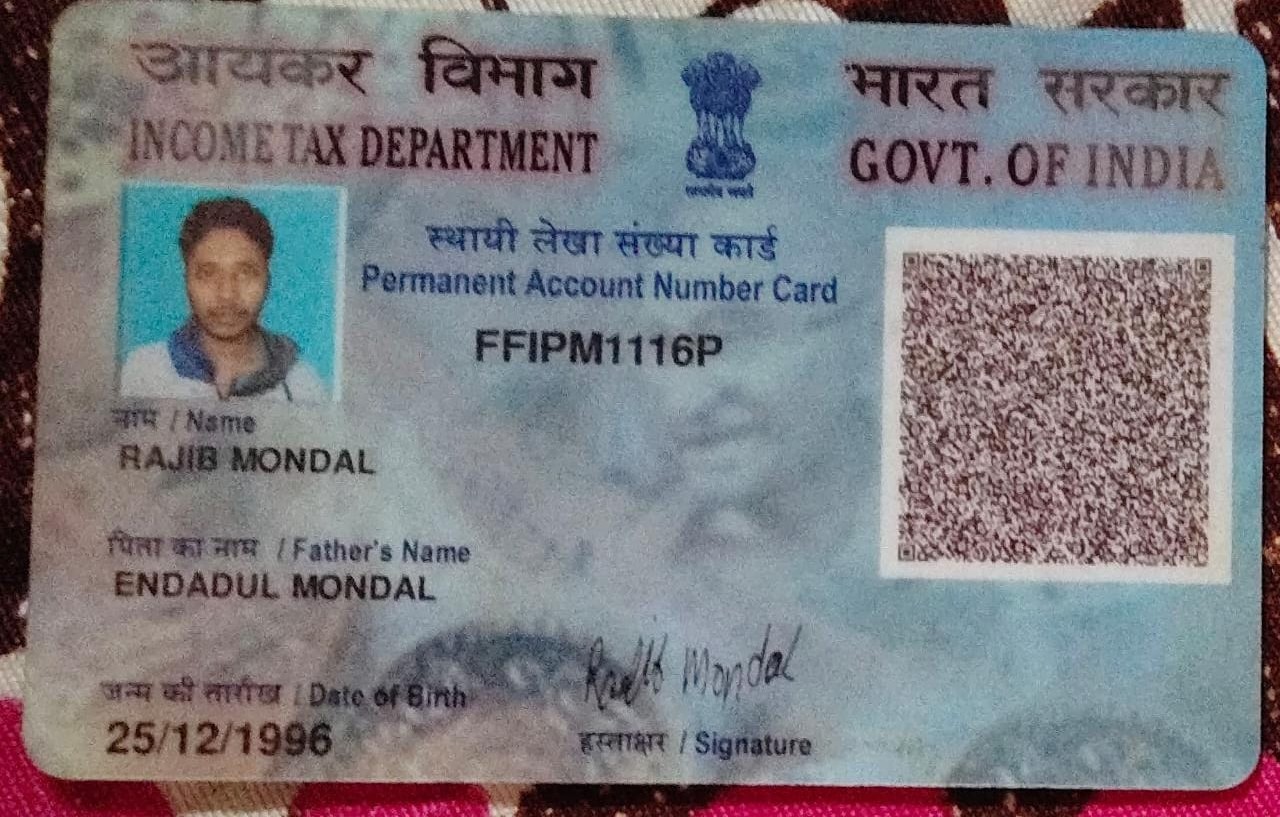 आयकर विभाग
INCOME TAX DEPARTMENT
भारत सरकार
GOVT. OF INDIA
सत्यमेव जयते
स्थायी लेखा संख्या कार्ड
Permanent Account Number Card
FFIPM1116P
नाम / Name
RAJIB MONDAL
पिता का नाम / Father's Name
ENDADUL MONDAL
जन्म की तारीख / Date of Birth
25/12/1996
Rajib Mondal
हस्ताक्षर / Signature